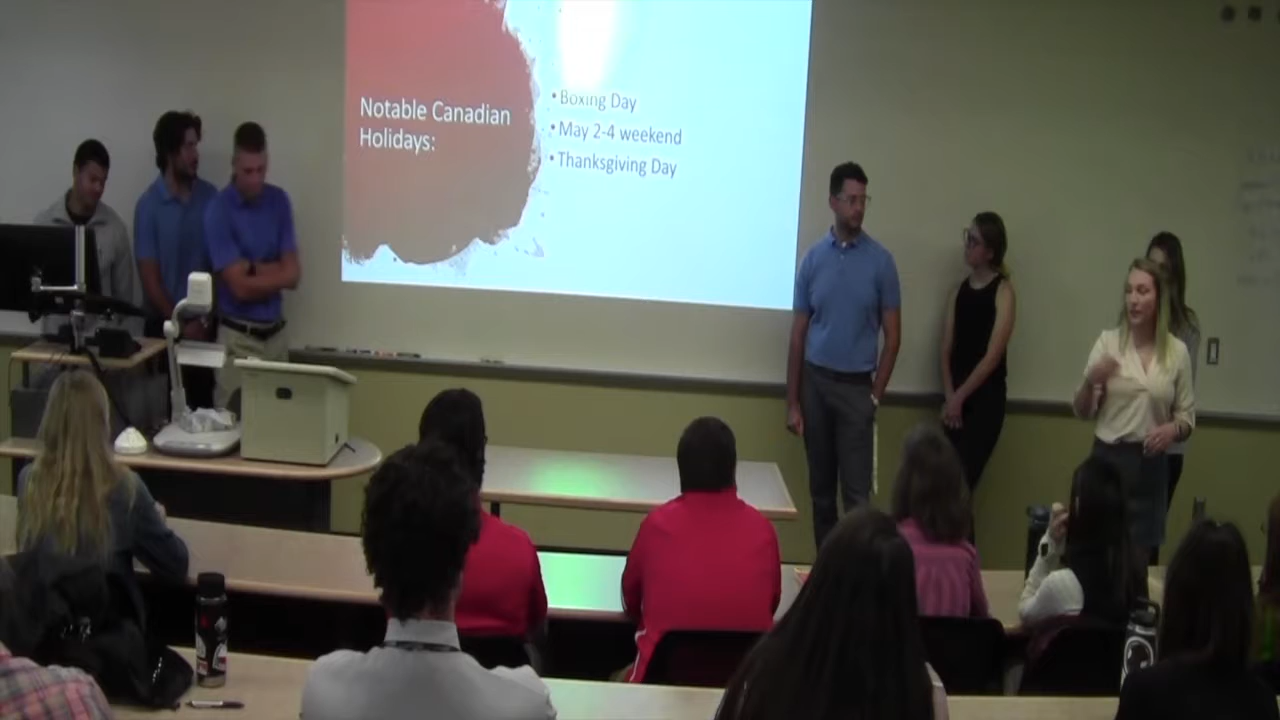 Notable Canadian
Holidays:
• Boxing Day
• May 2-4 weekend
• Thanksgiving Day